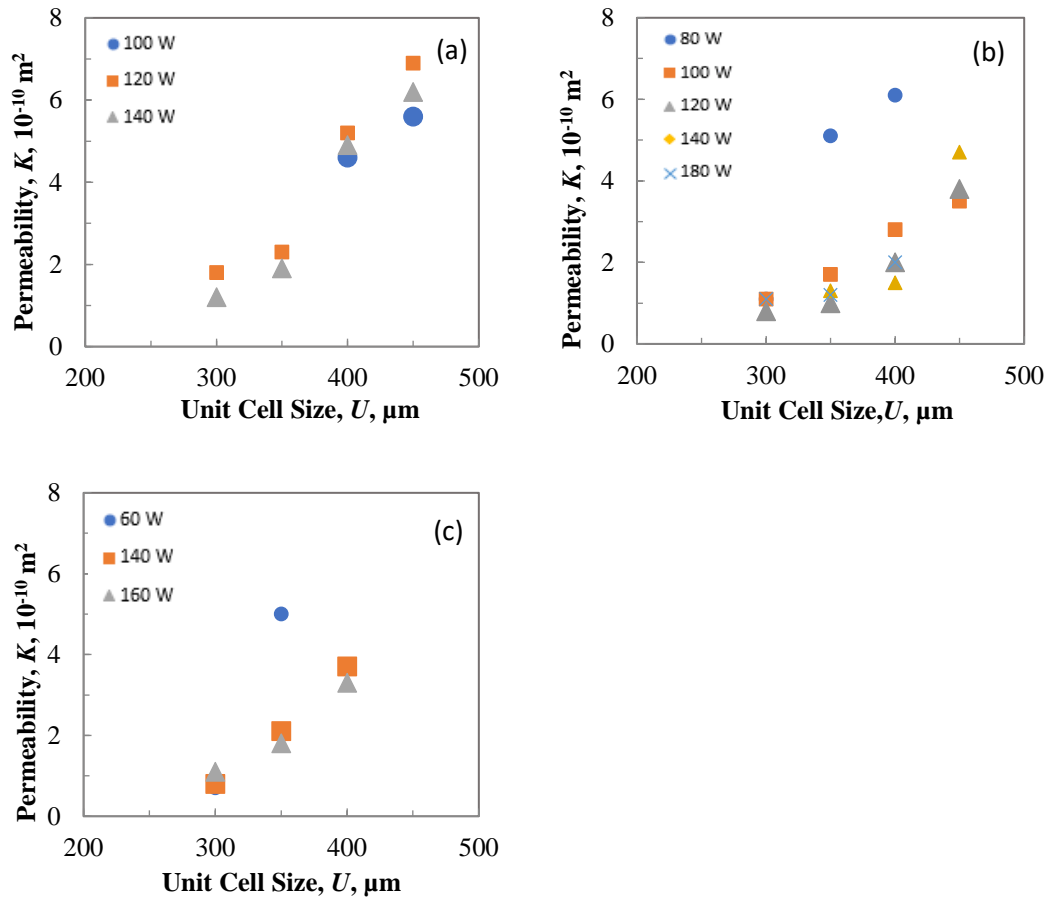 (a)
100 W
120 W
140 W
8
6
4
2
0
200 300 400 500
Permeability, K, 10⁻¹⁰ m²
Unit Cell Size, U, µm
(b)
80 W
100 W
120 W
140 W
180 W
8
6
4
2
0
200 300 400 500
Permeability, K, 10⁻¹⁰ m²
Unit Cell Size,U, µm
(c)
60 W
140 W
160 W
8
6
4
2
0
200 300 400 500
Permeability, K, 10⁻¹⁰ m²
Unit Cell Size, U, µm